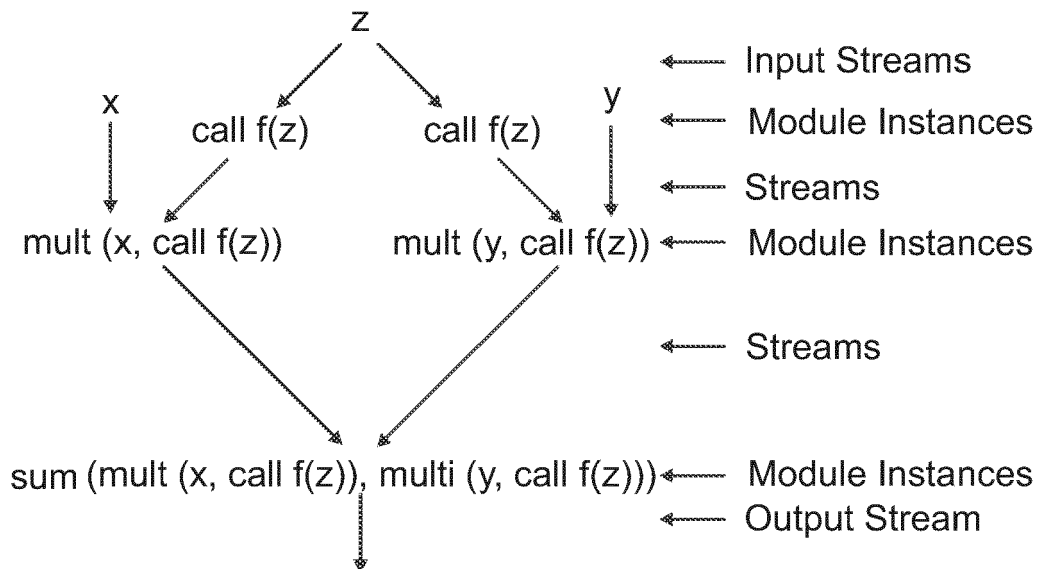 z
Input Streams
x
y
call f(z)
call f(z)
Module Instances
Streams
mult (x, call f(z))
mult (y, call f(z))
Module Instances
Streams
sum (mult (x, call f(z)), multi (y, call f(z)))
Module Instances
Output Stream